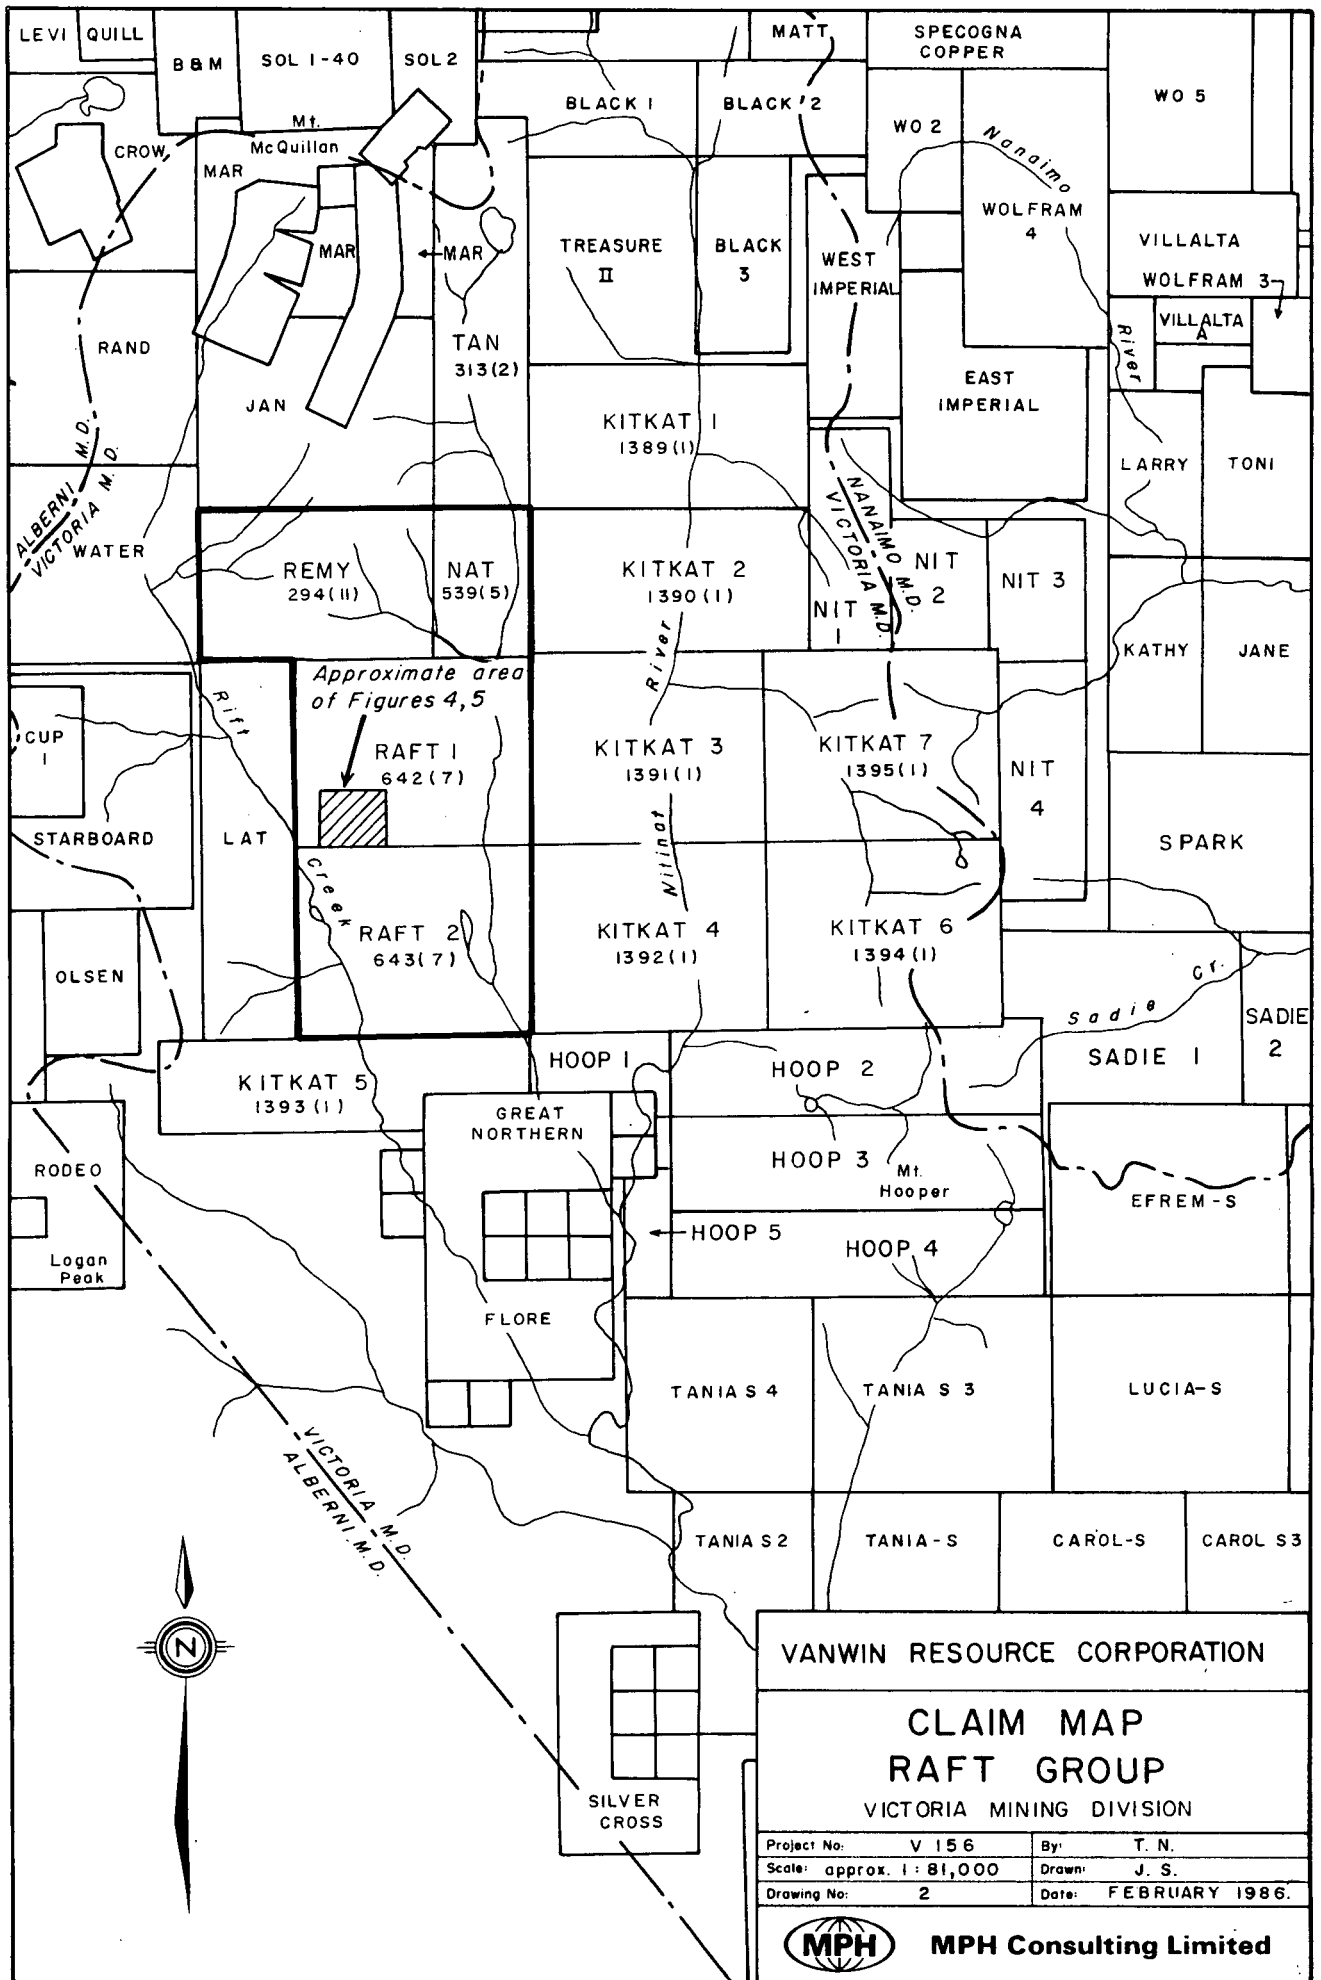 LEVI
QUILL
B & M
SOL 1-40
SOL 2
MATT
SPECOGNA
COPPER
WO 5
BLACK 1
BLACK 2
WO 2
Nanaimo
Mt.
McQuillan
CROW
MAR
MAR
MAR
TREASURE
II
BLACK
3
WEST
IMPERIAL
WOLFRAM
4
VILLALTA
WOLFRAM 3
VILLALTA
A
River
RAND
TAN
313(2)
JAN
KITKAT 1
1389(1)
EAST
IMPERIAL
LARRY
TONI
ALBERNI M.D.
VICTORIA M.D.
WATER
REMY
294(11)
NAT
539(5)
KITKAT 2
1390(1)
NANAIMO M.D.
VICTORIA M.D.
NIT
1
NIT
2
NIT 3
KATHY
JANE
River
Approximate area
of Figures 4,5
Rift
CUP
1
RAFT 1
642(7)
KITKAT 3
1391(1)
KITKAT 7
1395(1)
NIT
4
STARBOARD
LAT
SPARK
Creek
Nitinat
RAFT 2
643(7)
KITKAT 4
1392(1)
KITKAT 6
1394(1)
OLSEN
Sadie Cr.
SADIE 1
SADIE
2
HOOP 1
HOOP 2
KITKAT 5
1393(1)
GREAT
NORTHERN
HOOP 3
Mt.
Hooper
RODEO
EFREM-S
HOOP 5
HOOP 4
Logan
Peak
FLORE
TANIA S 4
TANIA S 3
LUCIA-S
VICTORIA M.D.
ALBERNI M.D.
TANIA S2
TANIA-S
CAROL-S
CAROL S3
N
SILVER
CROSS
VANWIN RESOURCE CORPORATION
CLAIM MAP
RAFT GROUP
VICTORIA MINING DIVISION
Project No: V 156 By: T. N.
Scale: approx. 1:81,000 Drawn: J. S.
Drawing No: 2 Date: FEBRUARY 1986.
MPH MPH Consulting Limited